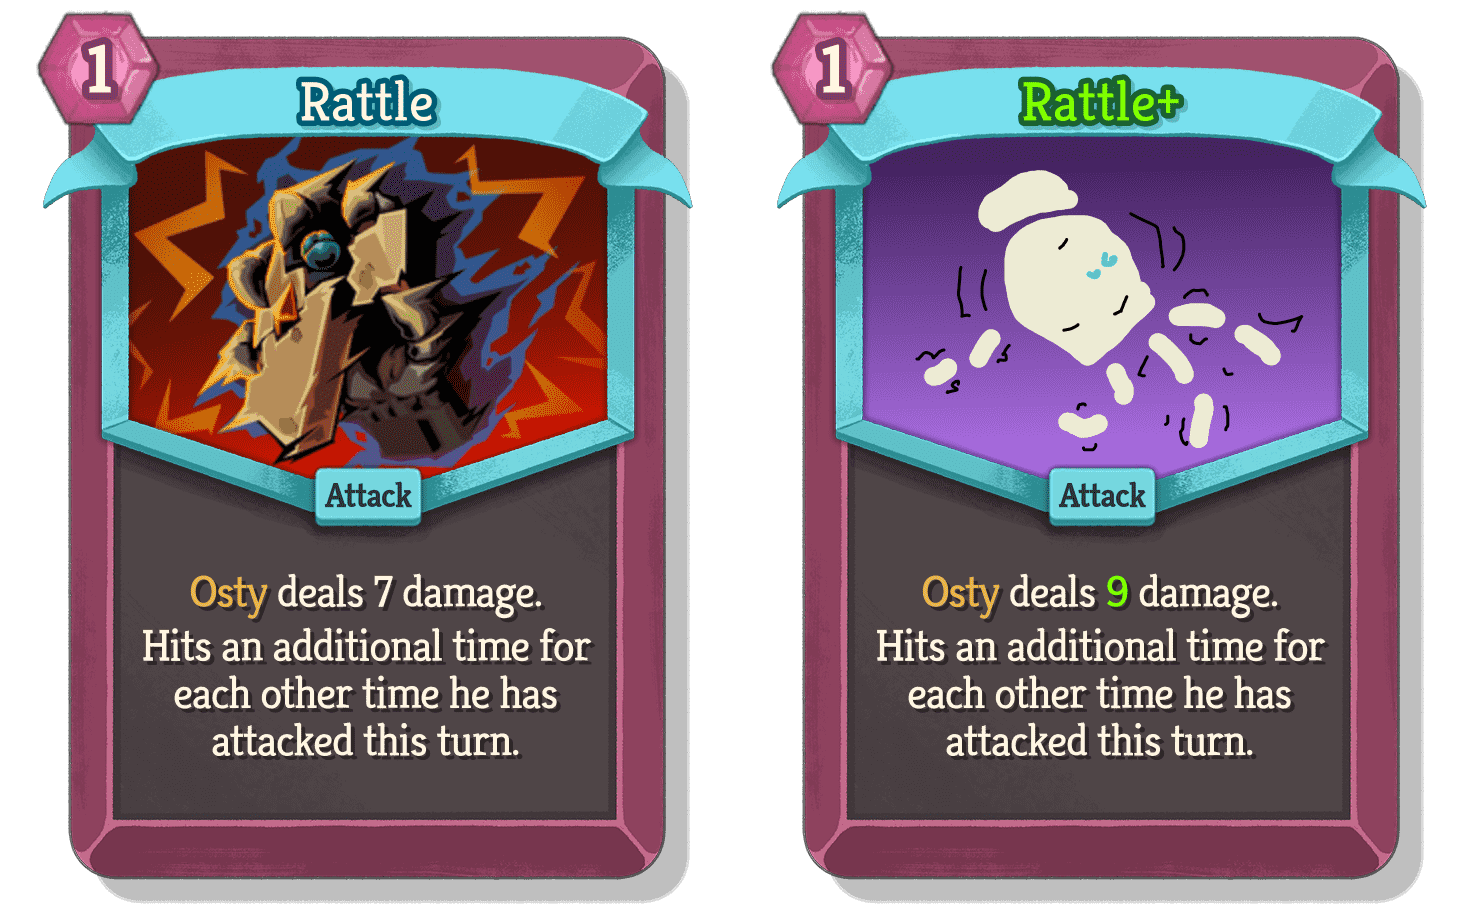 1
Rattle
Attack
Osty deals 7 damage.
Hits an additional time for
each other time he has
attacked this turn.
1
Rattle+
Attack
Osty deals 9 damage.
Hits an additional time for
each other time he has
attacked this turn.